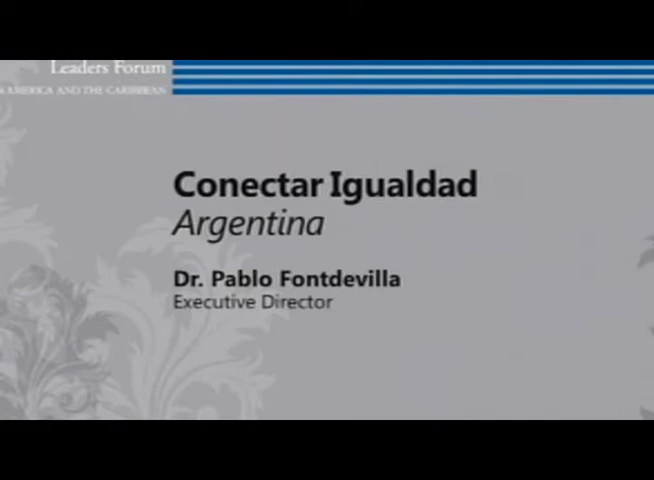 Leaders Forum
AMERICA AND THE CARIBBEAN
Conectar Igualdad
Argentina
Dr. Pablo Fontdevilla
Executive Director